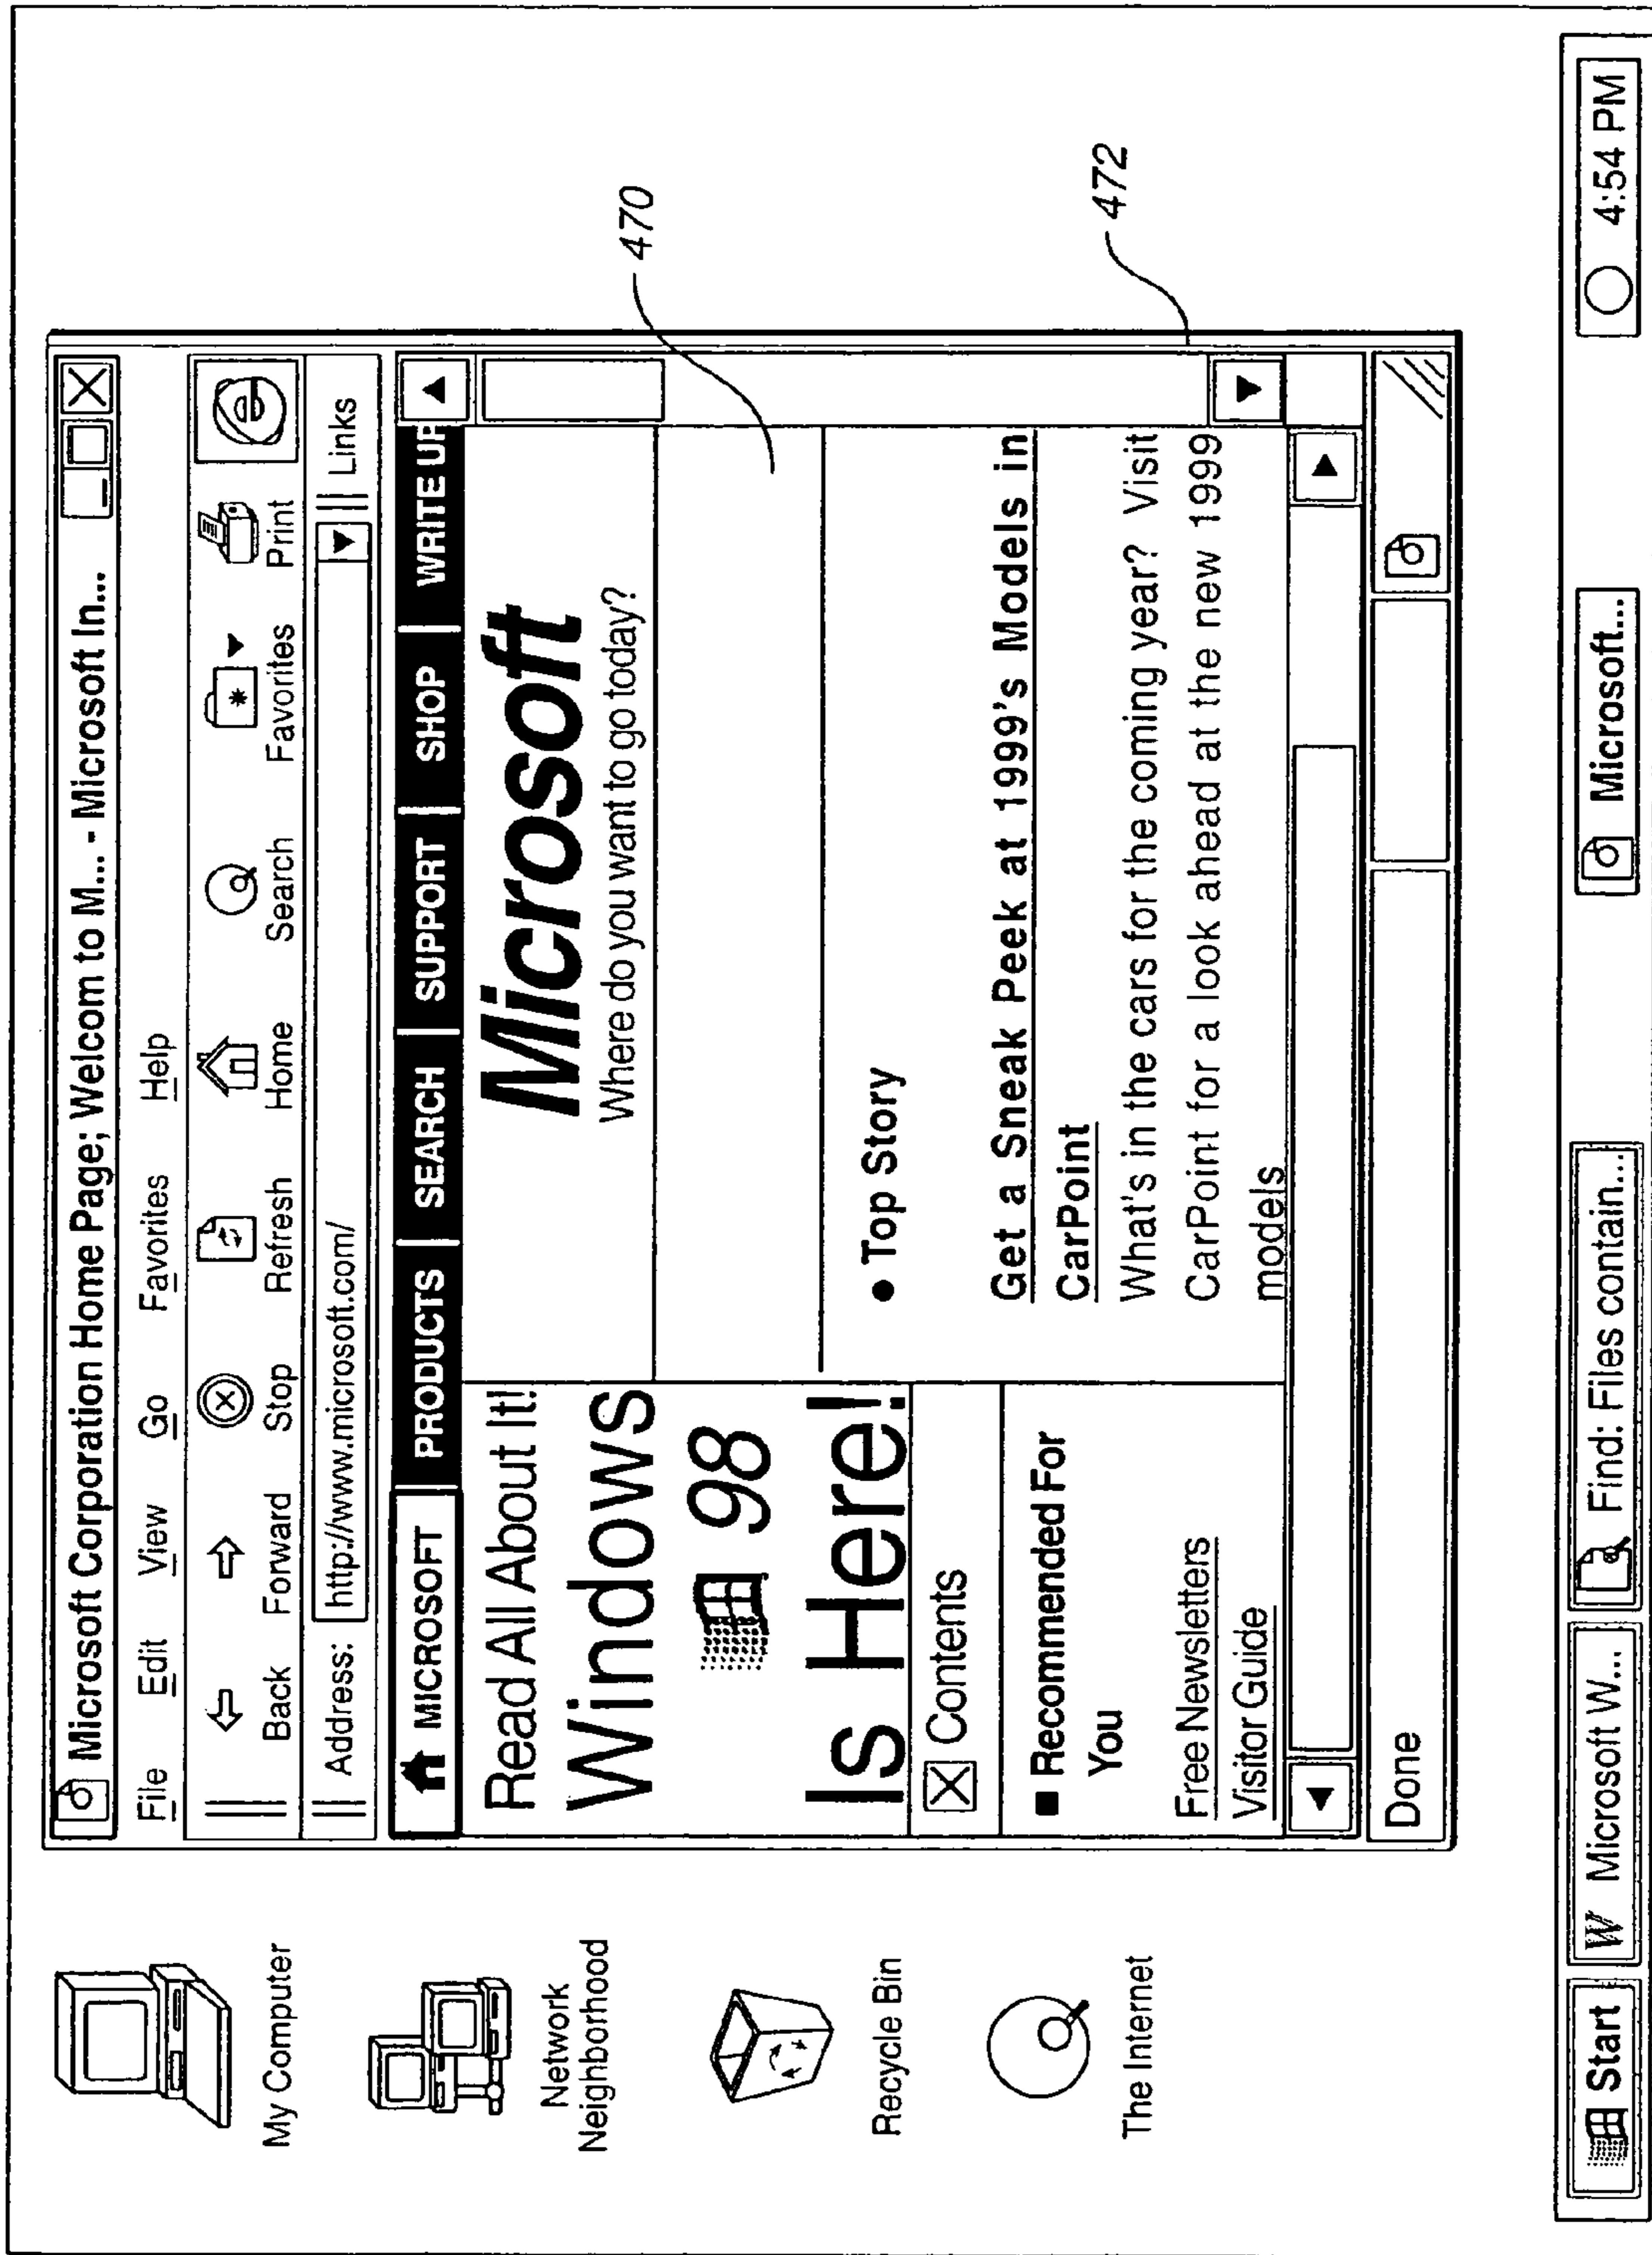 Microsoft Corporation Home Page; Welcom to M... - Microsoft In...
File Edit View Go Favorites Help
Back Forward Stop Refresh Home Search Favorites Print
Address: http://www.microsoft.com/ Links
MICROSOFT PRODUCTS SEARCH SUPPORT SHOP WRITE UP
Read All About It!
Windows
98
Is Here!
Contents
Recommended For
You
Free Newsletters
Visitor Guide
Microsoft
Where do you want to go today?
• Top Story
Get a Sneak Peek at 1999's Models in
CarPoint
What's in the cars for the coming year? Visit
CarPoint for a look ahead at the new 1999
models
Done
470
472
My Computer
Network
Neighborhood
Recycle Bin
The Internet
Start W Microsoft W... Find: Files contain... Microsoft... 4:54 PM